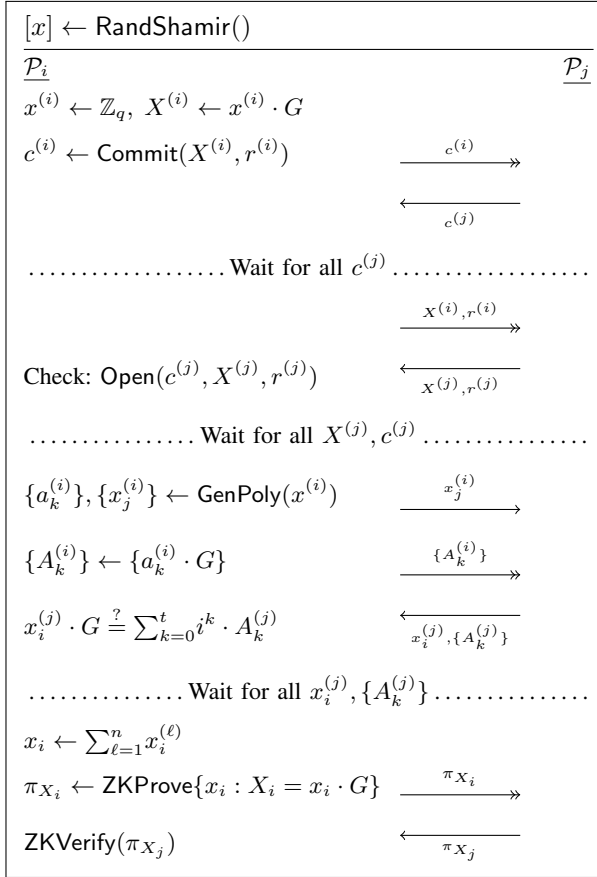 [x] ← RandShamir()
P_i P_j
x^(i) ← ℤ_q, X^(i) ← x^(i) · G
c^(i) ← Commit(X^(i), r^(i)) c^(i)
c^(j)
.................... Wait for all c^(j) ....................
X^(i), r^(i)
Check: Open(c^(j), X^(j), r^(j)) X^(j), r^(j)
................ Wait for all X^(j), c^(j) ................
{a_k^(i)}, {x_j^(i)} ← GenPoly(x^(i)) x_j^(i)
{A_k^(i)} ← {a_k^(i) · G} {A_k^(i)}
x_i^(j) · G ≟ ∑_{k=0}^t i^k · A_k^(j) x_i^(j), {A_k^(j)}
............... Wait for all x_i^(j), {A_k^(j)} ...............
x_i ← ∑_{ℓ=1}^n x_i^(ℓ)
π_{X_i} ← ZKProve{x_i : X_i = x_i · G} π_{X_i}
ZKVerify(π_{X_j}) π_{X_j}